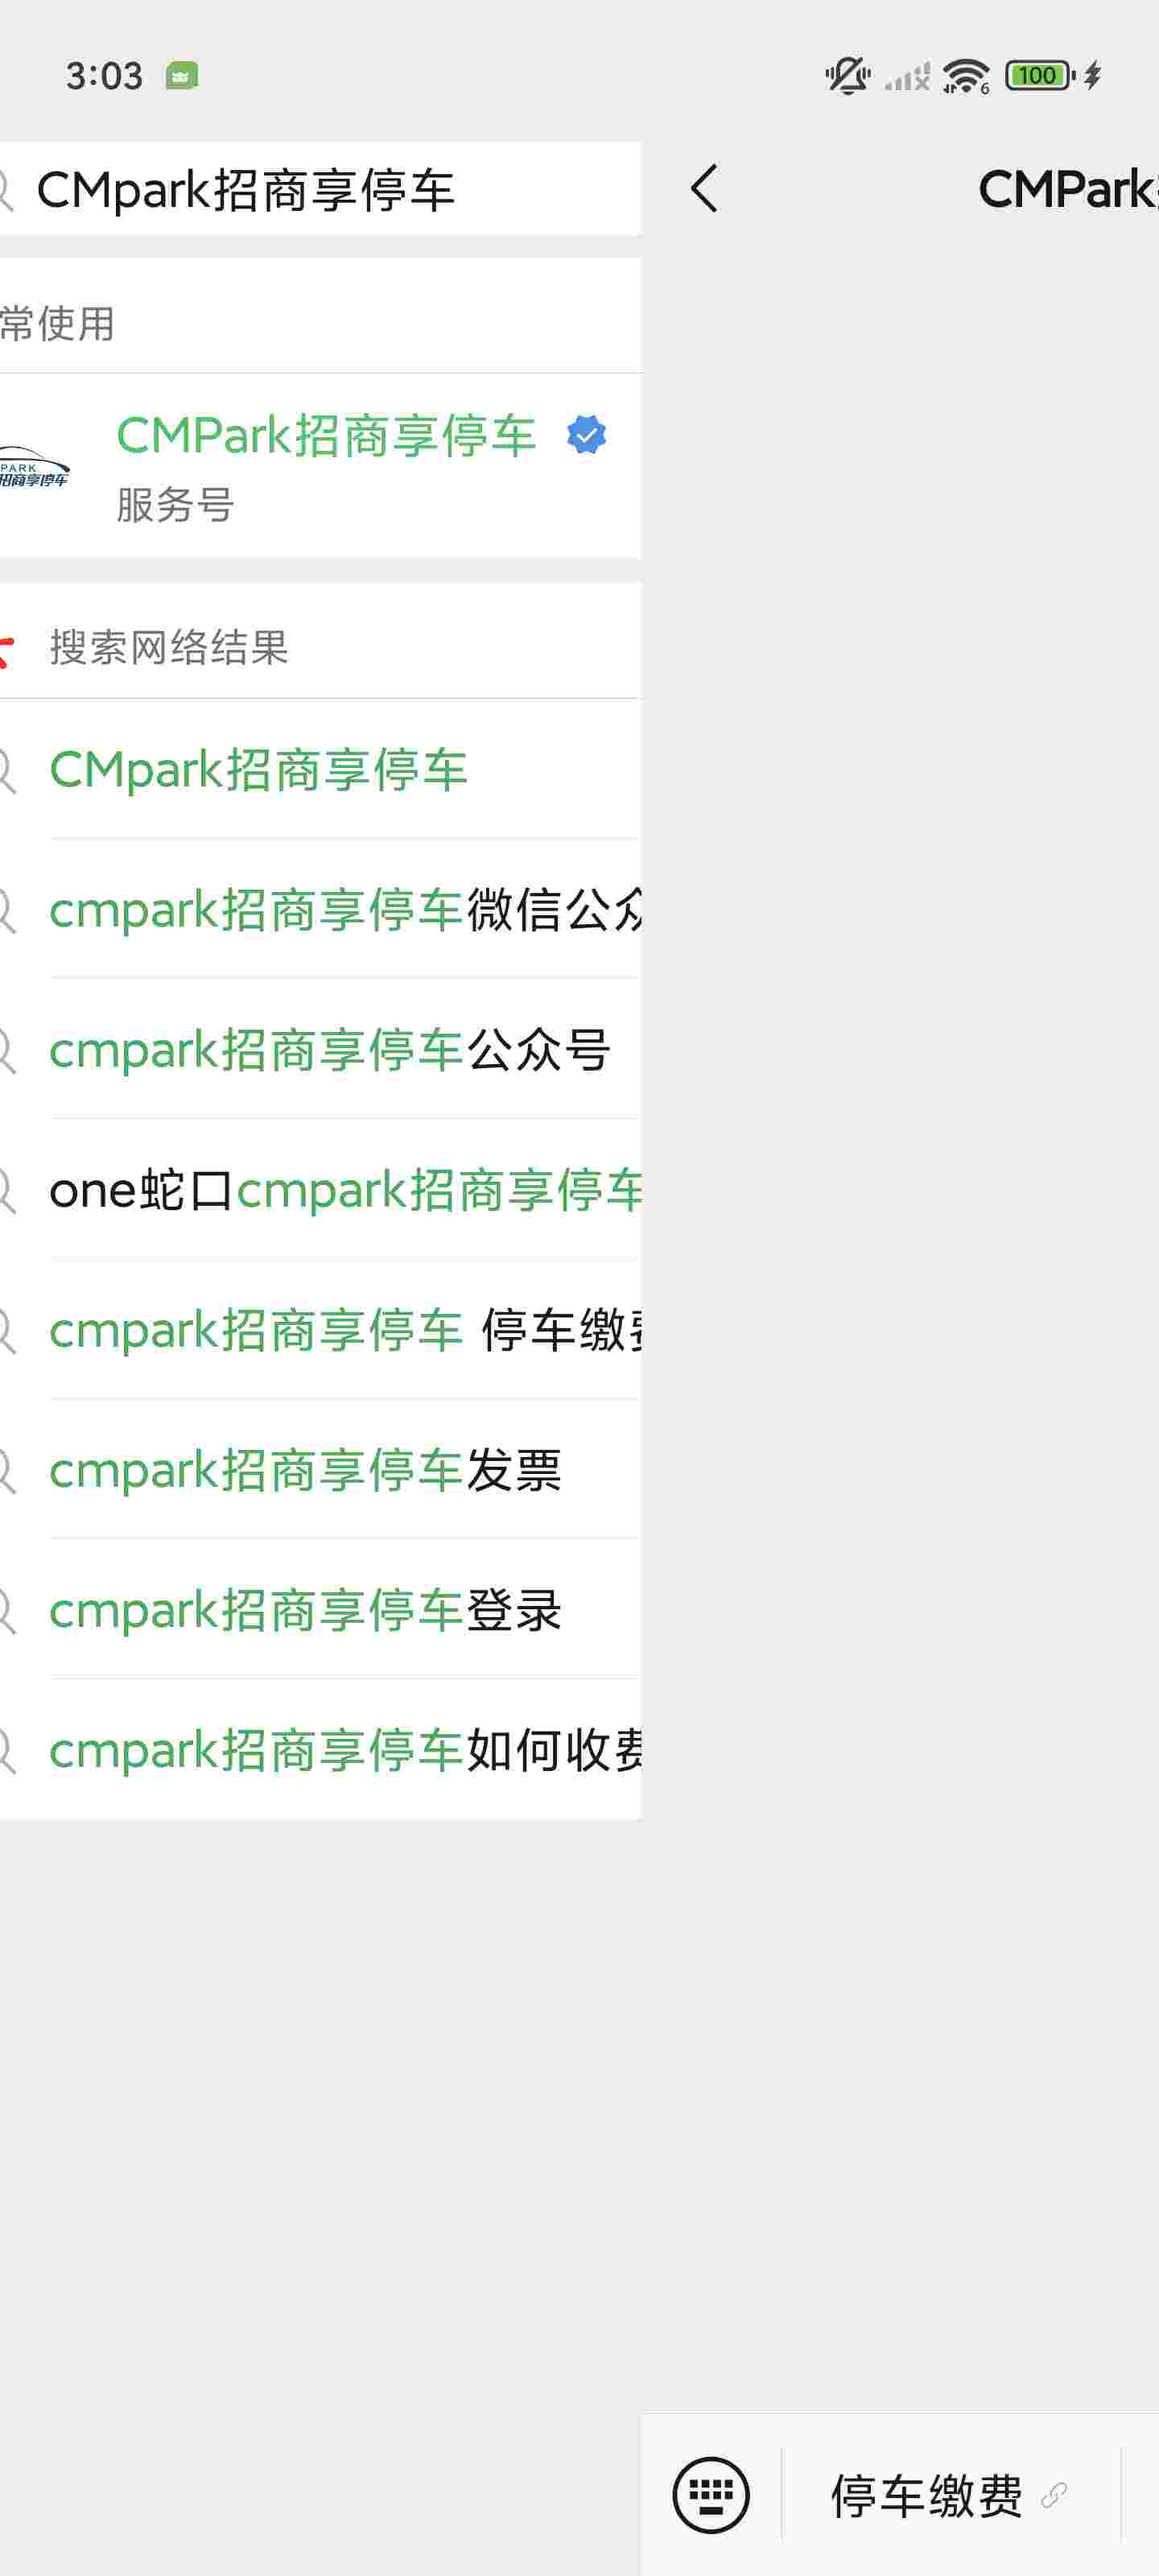 3:03
6
100
CMpark招商享停车
CMPark
常使用
CMPark招商享停车
PARK
招商享停车
服务号
搜索网络结果
CMpark招商享停车
cmpark招商享停车微信公众
cmpark招商享停车公众号
one蛇口cmpark招商享停车
cmpark招商享停车 停车缴费
cmpark招商享停车发票
cmpark招商享停车登录
cmpark招商享停车如何收费
停车缴费